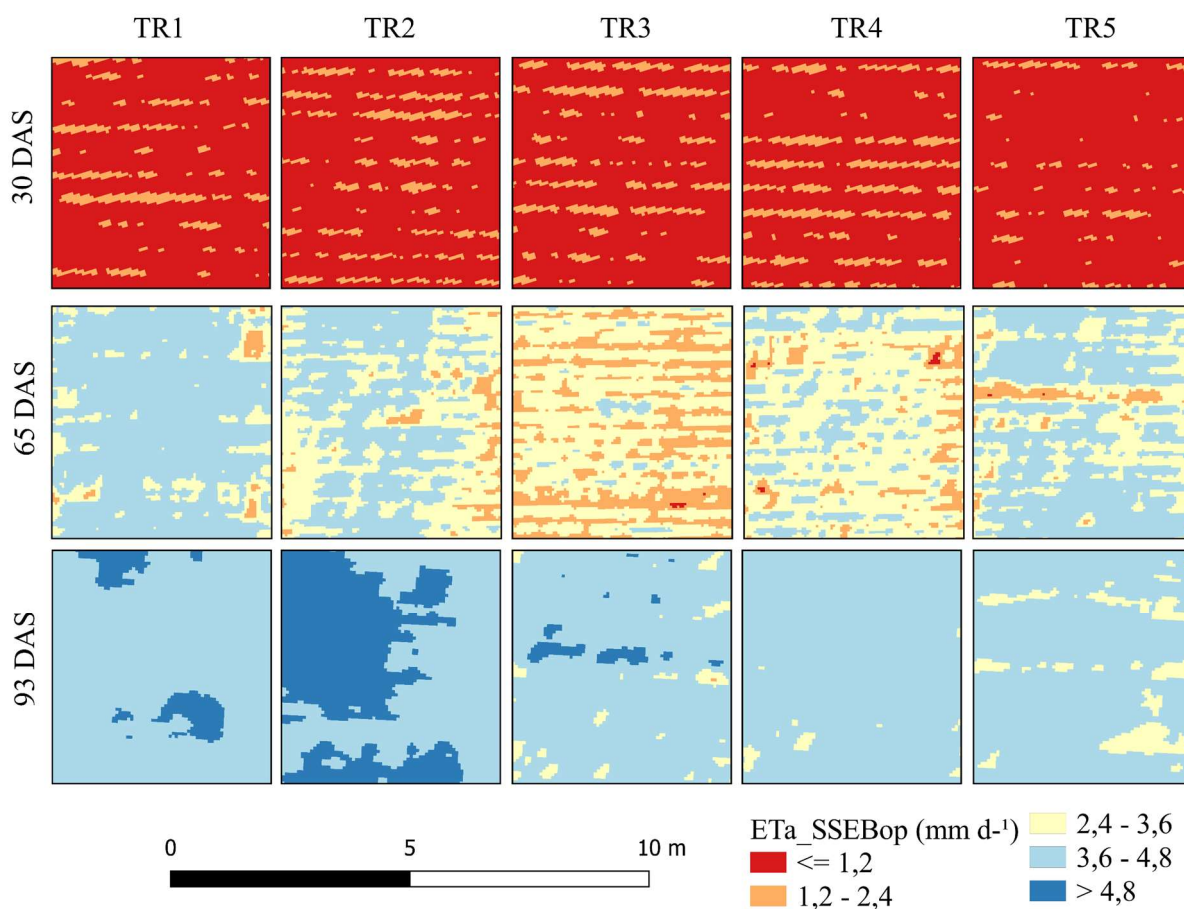 TR1 TR2 TR3 TR4 TR5
30 DAS
65 DAS
93 DAS
0 5 10 m
ETa_SSEBop (mm d-¹)
<= 1,2
1,2 - 2,4
2,4 - 3,6
3,6 - 4,8
> 4,8